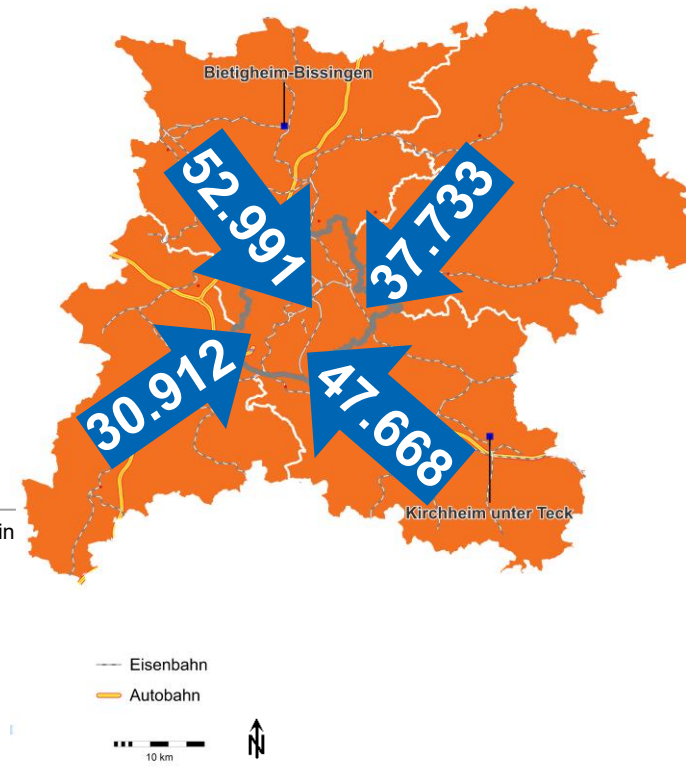 Bietigheim-Bissingen
52.991
37.733
30.912
47.668
Kirchheim unter Teck
in
Eisenbahn
Autobahn
10 km
N